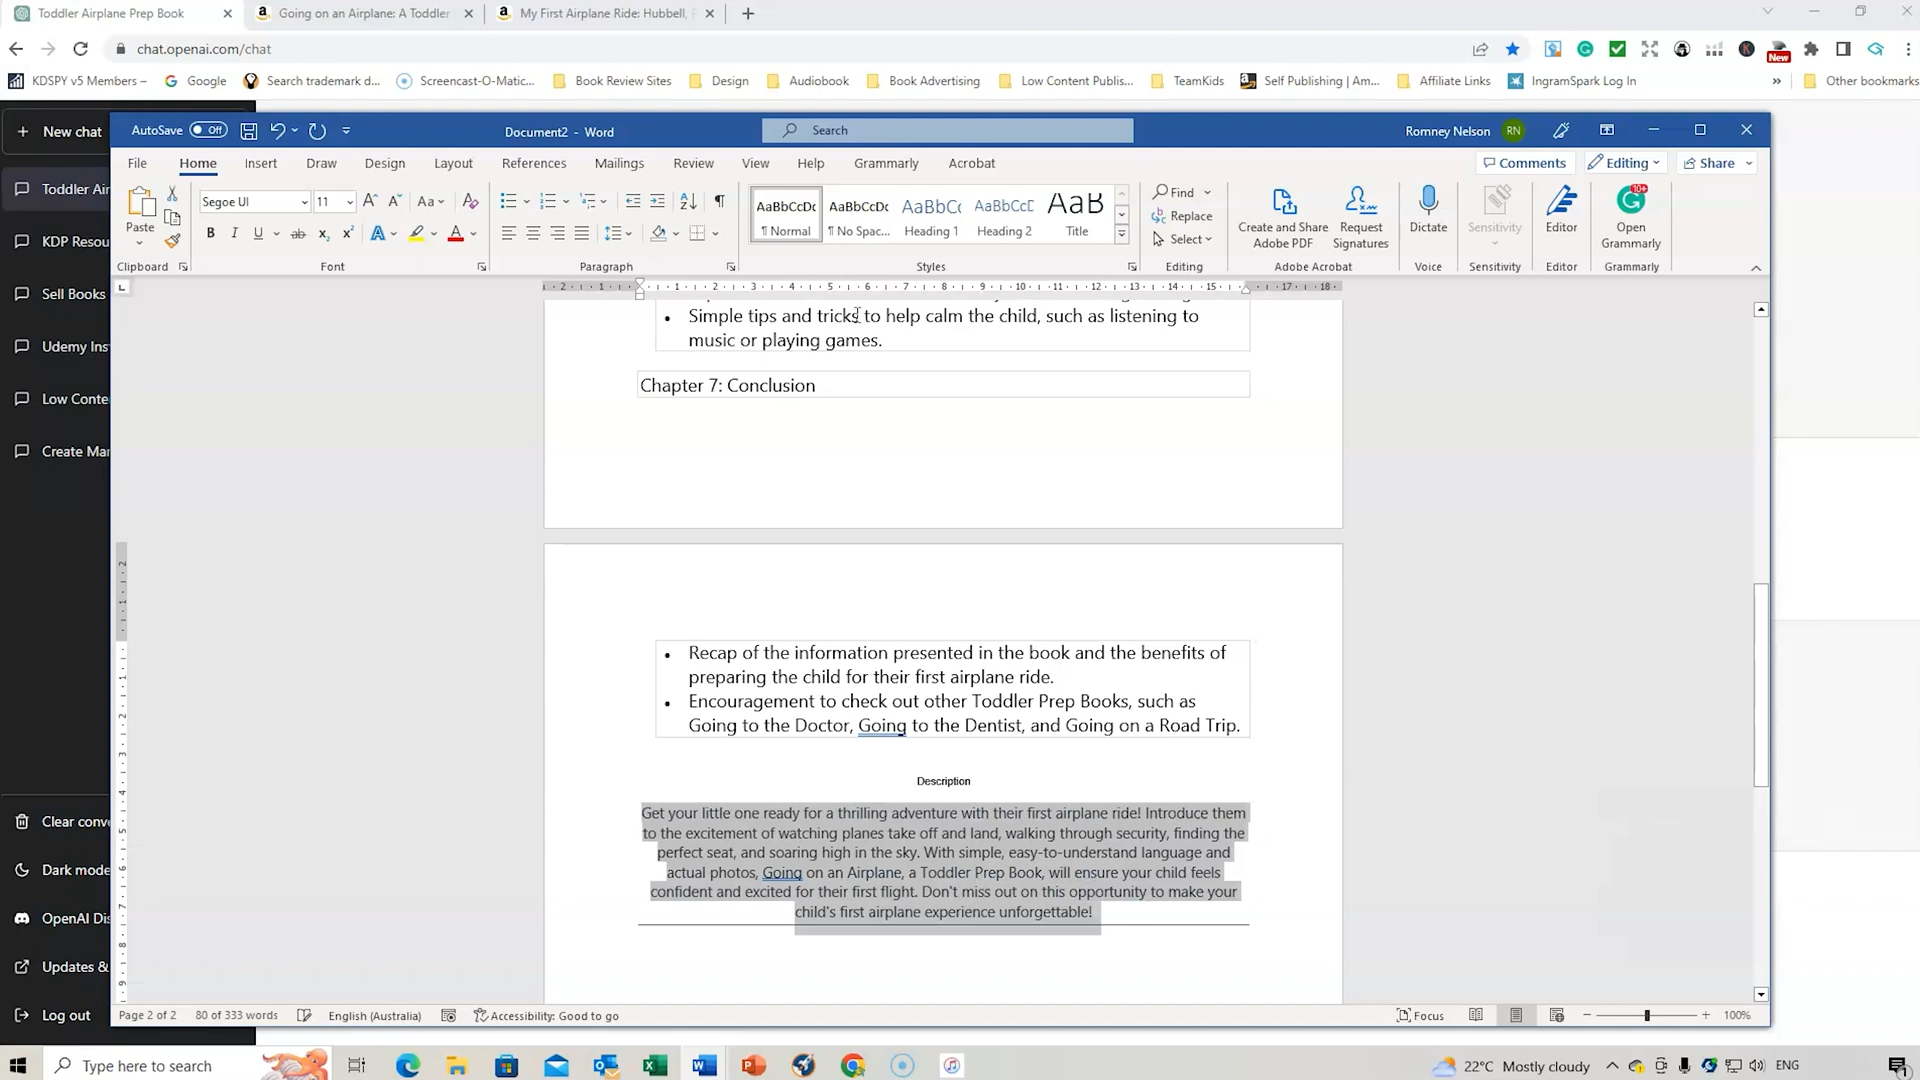 Toddler Airplane Prep Book
Going on an Airplane: A Toddler
My First Airplane Ride: Hubbell,
chat.openai.com/chat
New
KDSPY v5 Members –
Google
Search trademark d...
Screencast-O-Matic...
Book Review Sites
Design
Audiobook
Book Advertising
Low Content Publis...
TeamKids
Self Publishing | Am...
Affiliate Links
IngramSpark Log In
»
Other bookmarks
New chat
Toddler Air
KDP Resou
Sell Books
Udemy Ins
Low Conte
Create Mar
Clear conv
Dark mode
OpenAI Dis
Updates &
Log out
AutoSave Off
Document2 - Word
Search
Romney Nelson RN
File Home Insert Draw Design Layout References Mailings Review View Help Grammarly Acrobat
Comments Editing Share
Paste
Clipboard
Segoe UI 11
Aa
B I U ab x₂ x²
Font
Paragraph
AaBbCcDc AaBbCcDc AaBbCc AaBbCcD AaB
¶ Normal ¶ No Spac... Heading 1 Heading 2 Title
Styles
Find
Replace
Select
Editing
Create and Share Adobe PDF
Request Signatures
Adobe Acrobat
Dictate
Voice
Sensitivity
Sensitivity
Editor
Editor
10+
Open Grammarly
Grammarly
• Simple tips and tricks to help calm the child, such as listening to
music or playing games.
Chapter 7: Conclusion
• Recap of the information presented in the book and the benefits of
preparing the child for their first airplane ride.
• Encouragement to check out other Toddler Prep Books, such as
Going to the Doctor, Going to the Dentist, and Going on a Road Trip.
Description
Get your little one ready for a thrilling adventure with their first airplane ride! Introduce them
to the excitement of watching planes take off and land, walking through security, finding the
perfect seat, and soaring high in the sky. With simple, easy-to-understand language and
actual photos, Going on an Airplane, a Toddler Prep Book, will ensure your child feels
confident and excited for their first flight. Don't miss out on this opportunity to make your
child's first airplane experience unforgettable!
Page 2 of 2 80 of 333 words English (Australia) Accessibility: Good to go
Focus 100%
Type here to search
22°C Mostly cloudy ENG